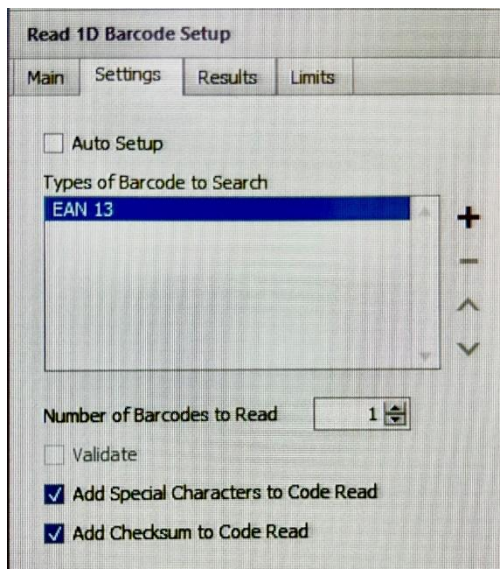 Read 1D Barcode Setup
Main Settings Results Limits
Auto Setup
Types of Barcode to Search
EAN 13
Number of Barcodes to Read 1
Validate
Add Special Characters to Code Read
Add Checksum to Code Read